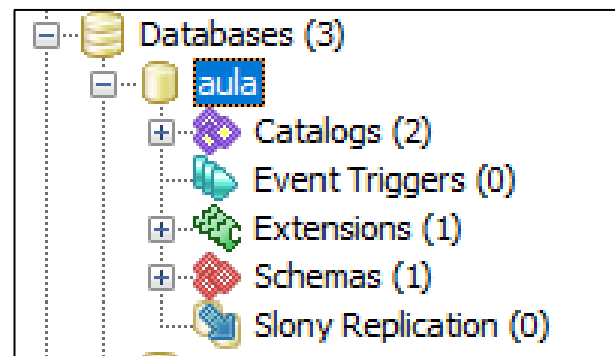 Databases (3)
aula
Catalogs (2)
Event Triggers (0)
Extensions (1)
Schemas (1)
Slony Replication (0)